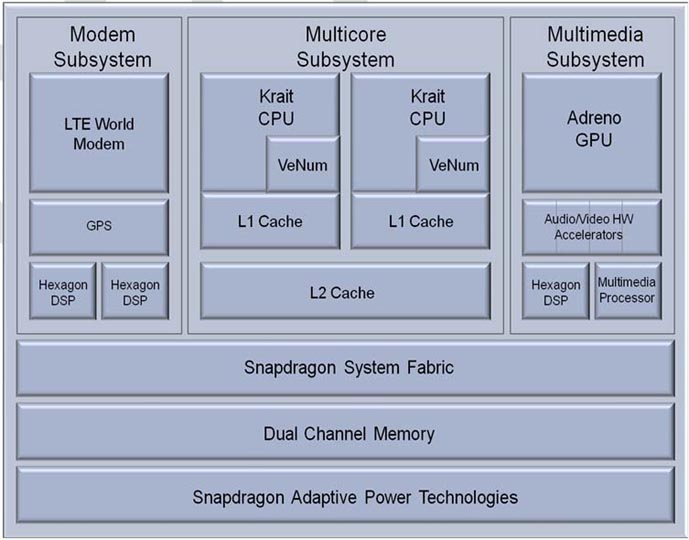 Modem
Subsystem
LTE World
Modem
GPS
Hexagon
DSP
Hexagon
DSP
Multicore
Subsystem
Krait
CPU
VeNum
L1 Cache
Krait
CPU
VeNum
L1 Cache
L2 Cache
Multimedia
Subsystem
Adreno
GPU
Audio/Video HW
Accelerators
Hexagon
DSP
Multimedia
Processor
Snapdragon System Fabric
Dual Channel Memory
Snapdragon Adaptive Power Technologies